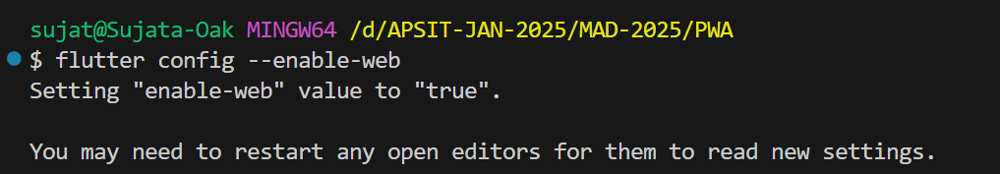 sujat@Sujata-Oak MINGW64 /d/APSIT-JAN-2025/MAD-2025/PWA
$ flutter config --enable-web
Setting "enable-web" value to "true".
You may need to restart any open editors for them to read new settings.